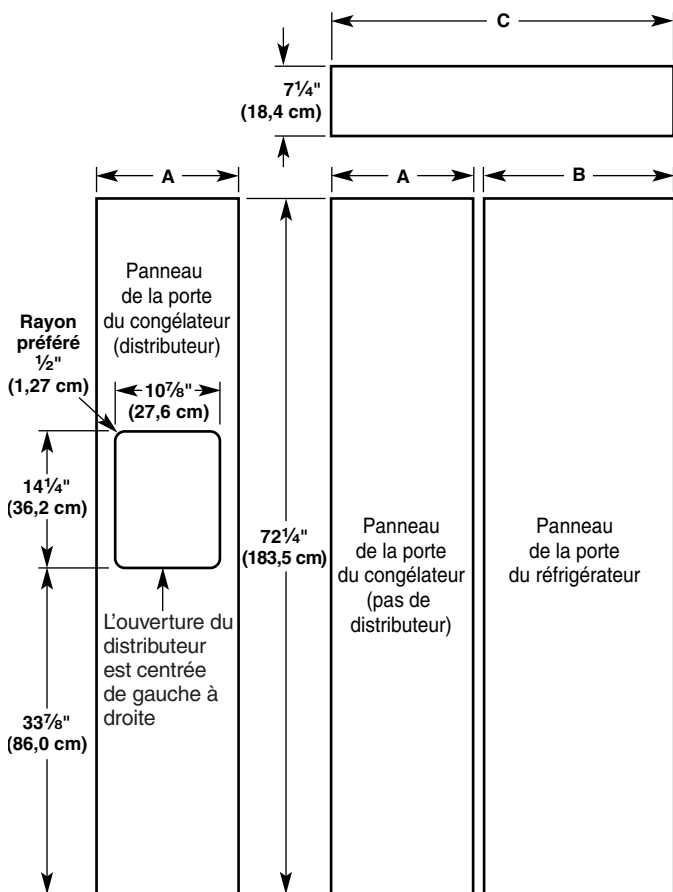 C
7¼"
(18,4 cm)
A
A
B
Panneau
de la porte
du congélateur
(distributeur)
Rayon
préféré
½"
(1,27 cm)
10⅞"
(27,6 cm)
14¼"
(36,2 cm)
72¼"
(183,5 cm)
Panneau
de la porte
du congélateur
(pas de
distributeur)
Panneau
de la porte
du réfrigérateur
L'ouverture du
distributeur
est centrée
de gauche à
droite
33⅞"
(86,0 cm)